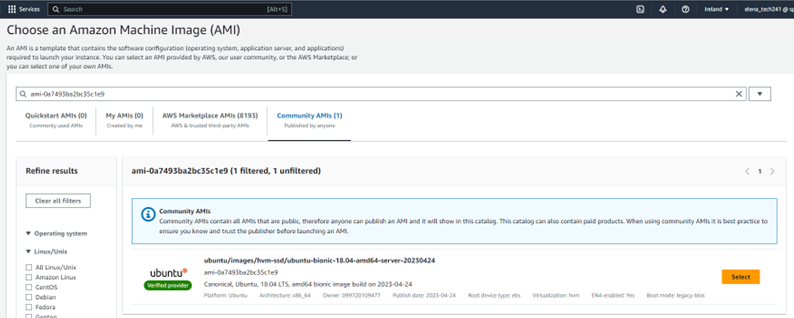 Services
Search
[Alt+S]
Ireland
elena_tech241 @ sp
Choose an Amazon Machine Image (AMI)
An AMI is a template that contains the software configuration (operating system, application server, and applications)
required to launch your instance. You can select an AMI provided by AWS, our user community, or the AWS Marketplace; or
you can select one of your own AMIs.
ami-0a7493ba2bc35c1e9
Quickstart AMIs (0)
Commonly used AMIs
My AMIs (0)
Created by me
AWS Marketplace AMIs (8193)
AWS & trusted third-party AMIs
Community AMIs (1)
Published by anyone
Refine results
Clear all filters
Operating system
Linux/Unix
All Linux/Unix
Amazon Linux
CentOS
Debian
Fedora
Gentoo
ami-0a7493ba2bc35c1e9 (1 filtered, 1 unfiltered)
1
Community AMIs
Community AMIs contain all AMIs that are public, therefore anyone can publish an AMI and it will show in this catalog. This catalog can also contain paid products. When using community AMIs it is best practice to
ensure you know and trust the publisher before launching an AMI.
ubuntu
Verified provider
ubuntu/images/hvm-ssd/ubuntu-bionic-18.04-amd64-server-20230424
ami-0a7493ba2bc35c1e9
Canonical, Ubuntu, 18.04 LTS, amd64 bionic image build on 2023-04-24
Platform: Ubuntu Architecture: x86_64 Owner: 099720109477 Publish date: 2023-04-24 Root device type: ebs Virtualization: hvm ENA enabled: Yes Boot mode: legacy-bios
Select